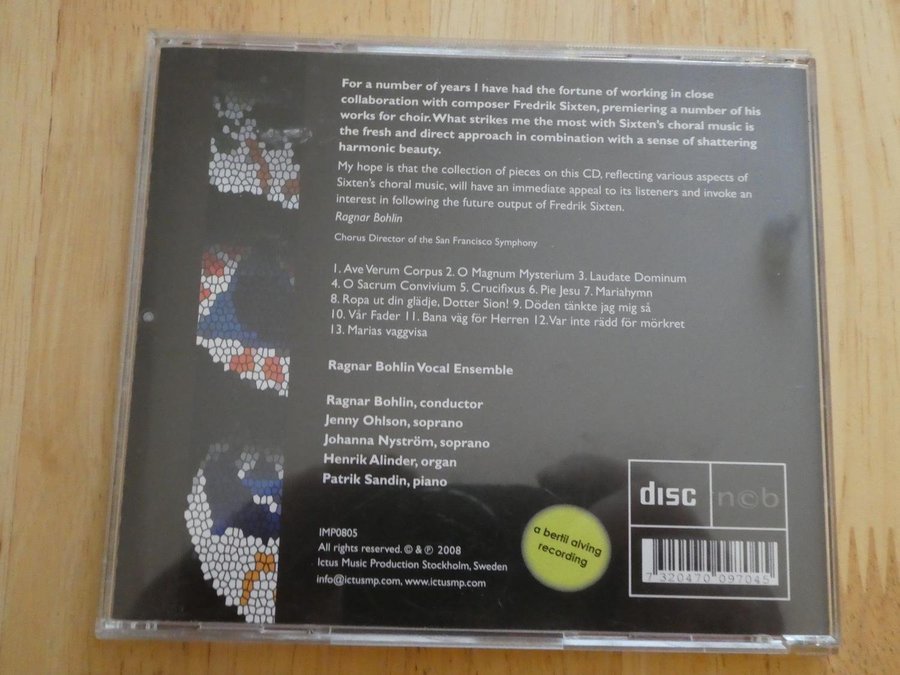 For a number of years I have had the fortune of working in close
collaboration with composer Fredrik Sixten, premiering a number of his
works for choir. What strikes me the most with Sixten's choral music is
the fresh and direct approach in combination with a sense of shattering
harmonic beauty.
My hope is that the collection of pieces on this CD, reflecting various aspects of
Sixten's choral music, will have an immediate appeal to its listeners and invoke an
interest in following the future output of Fredrik Sixten.
Ragnar Bohlin
Chorus Director of the San Francisco Symphony
1. Ave Verum Corpus 2. O Magnum Mysterium 3. Laudate Dominum
4. O Sacrum Convivium 5. Crucifixus 6. Pie Jesu 7. Mariahymn
8. Ropa ut din glädje, Dotter Sion! 9. Döden tänkte jag mig så
10. Vår Fader 11. Bana väg för Herren 12. Var inte rädd för mörkret
13. Marias vaggvisa
Ragnar Bohlin Vocal Ensemble
Ragnar Bohlin, conductor
Jenny Ohlson, soprano
Johanna Nyström, soprano
Henrik Alinder, organ
Patrik Sandin, piano
IMP0805
All rights reserved. © & ℗ 2008
Ictus Music Production Stockholm, Sweden
info@ictusmp.com, www.ictusmp.com
a bertil alving
recording
disc n©b
7 320470 097045